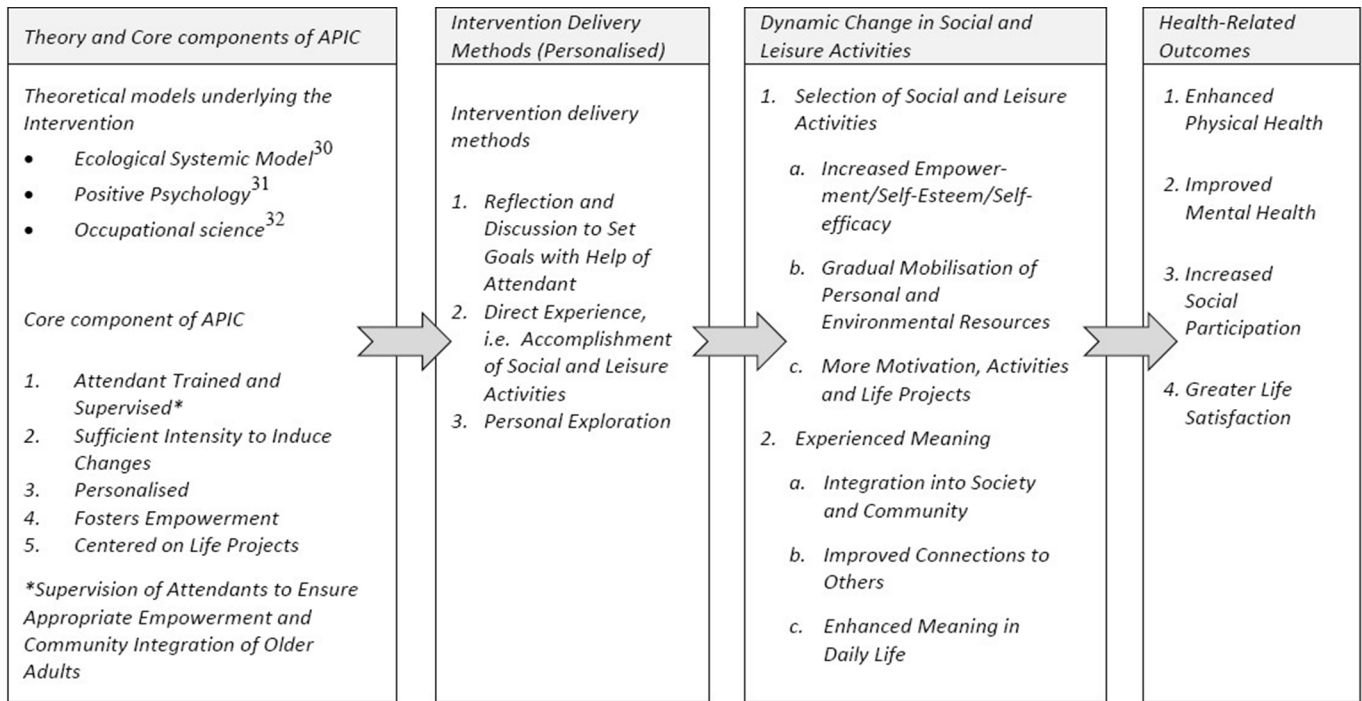 Theory and Core components of APIC
Theoretical models underlying the
Intervention
• Ecological Systemic Model30
• Positive Psychology31
• Occupational science32
Core component of APIC
1. Attendant Trained and
Supervised*
2. Sufficient Intensity to Induce
Changes
3. Personalised
4. Fosters Empowerment
5. Centered on Life Projects
*Supervision of Attendants to Ensure
Appropriate Empowerment and
Community Integration of Older
Adults
Intervention Delivery
Methods (Personalised)
Intervention delivery
methods
1. Reflection and
Discussion to Set
Goals with Help of
Attendant
2. Direct Experience,
i.e. Accomplishment
of Social and Leisure
Activities
3. Personal Exploration
Dynamic Change in Social and
Leisure Activities
1. Selection of Social and Leisure
Activities
a. Increased Empower-
ment/Self-Esteem/Self-
efficacy
b. Gradual Mobilisation of
Personal and
Environmental Resources
c. More Motivation, Activities
and Life Projects
2. Experienced Meaning
a. Integration into Society
and Community
b. Improved Connections to
Others
c. Enhanced Meaning in
Daily Life
Health-Related
Outcomes
1. Enhanced
Physical Health
2. Improved
Mental Health
3. Increased
Social
Participation
4. Greater Life
Satisfaction